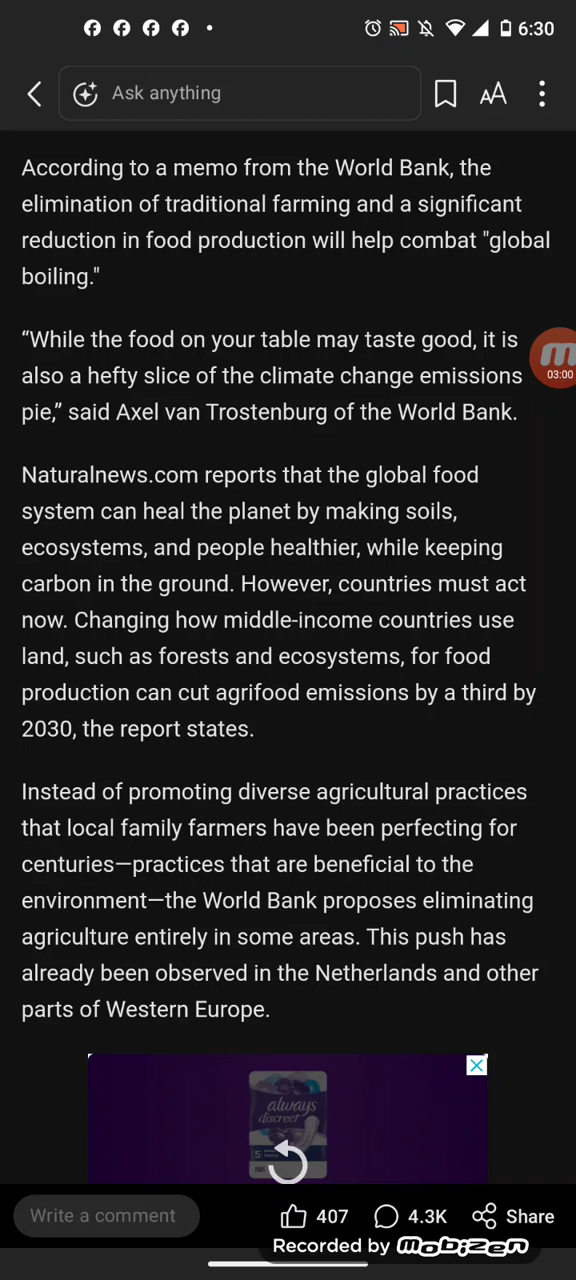 6:30
Ask anything
AA
According to a memo from the World Bank, the
elimination of traditional farming and a significant
reduction in food production will help combat "global
boiling."
“While the food on your table may taste good, it is
also a hefty slice of the climate change emissions
pie,” said Axel van Trostenburg of the World Bank.
03:00
Naturalnews.com reports that the global food
system can heal the planet by making soils,
ecosystems, and people healthier, while keeping
carbon in the ground. However, countries must act
now. Changing how middle-income countries use
land, such as forests and ecosystems, for food
production can cut agrifood emissions by a third by
2030, the report states.
Instead of promoting diverse agricultural practices
that local family farmers have been perfecting for
centuries—practices that are beneficial to the
environment—the World Bank proposes eliminating
agriculture entirely in some areas. This push has
already been observed in the Netherlands and other
parts of Western Europe.
always
discreet
5
Write a comment
407
4.3K
Share
Recorded by mobizen